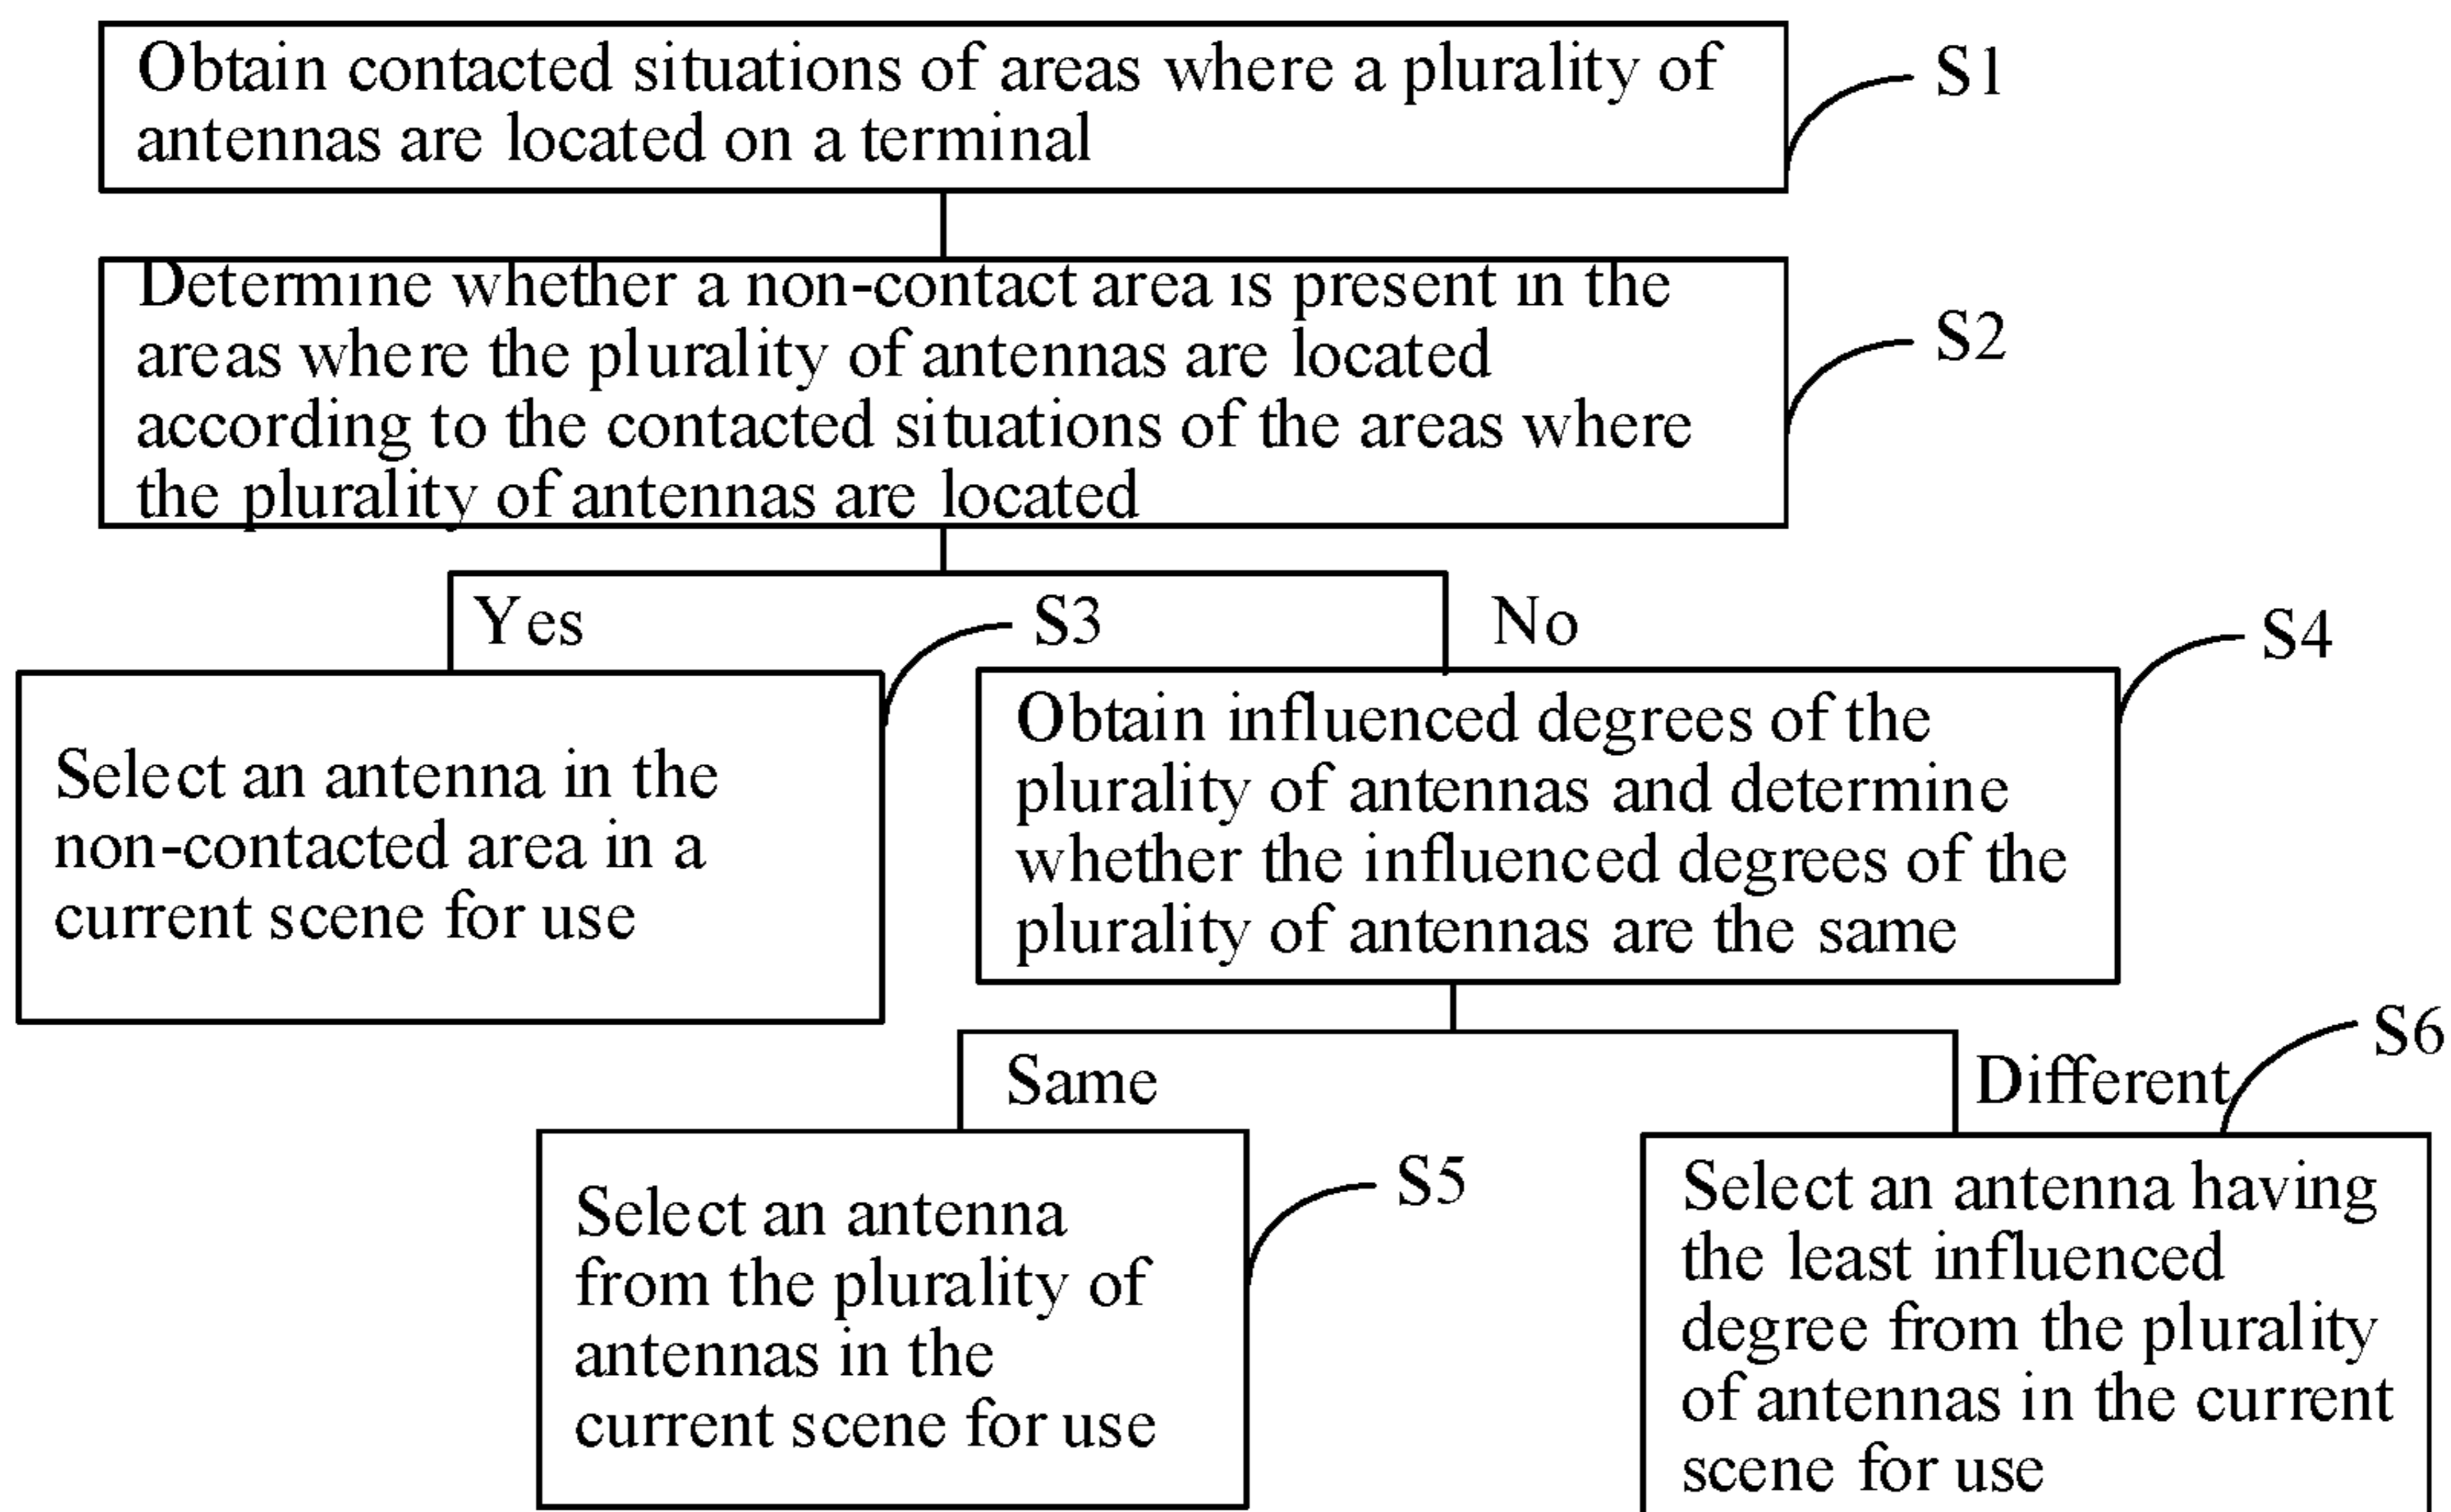 Obtain contacted situations of areas where a plurality of
antennas are located on a terminal
S1
Determine whether a non-contact area is present in the
areas where the plurality of antennas are located
according to the contacted situations of the areas where
the plurality of antennas are located
S2
Yes
S3
No
S4
Select an antenna in the
non-contacted area in a
current scene for use
Obtain influenced degrees of the
plurality of antennas and determine
whether the influenced degrees of the
plurality of antennas are the same
Same
Different
S6
Select an antenna
from the plurality of
antennas in the
current scene for use
S5
Select an antenna having
the least influenced
degree from the plurality
of antennas in the current
scene for use